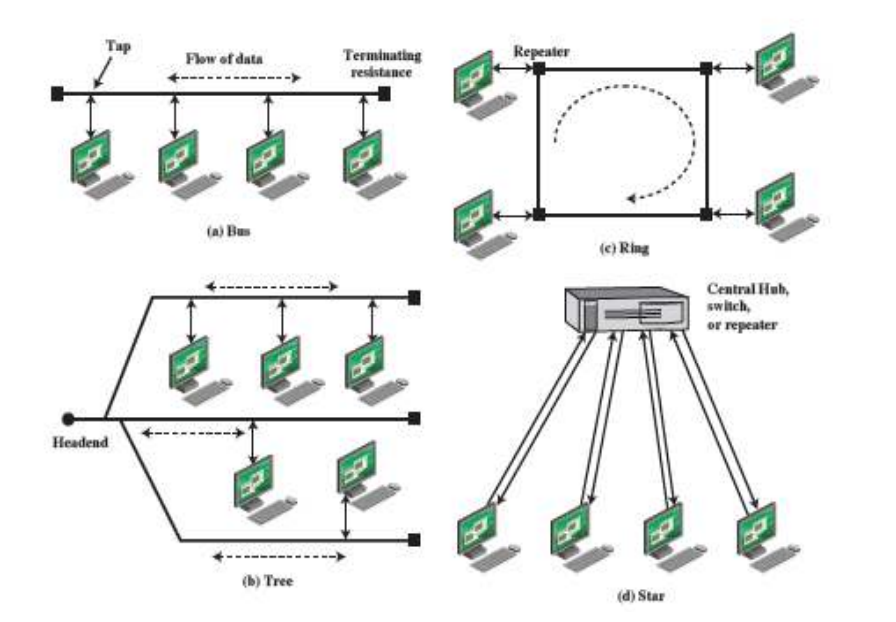 Tap
Flow of data
Terminating
resistance
(a) Bus
Repeater
(c) Ring
Headend
(b) Tree
Central Hub,
switch,
or repeater
(d) Star